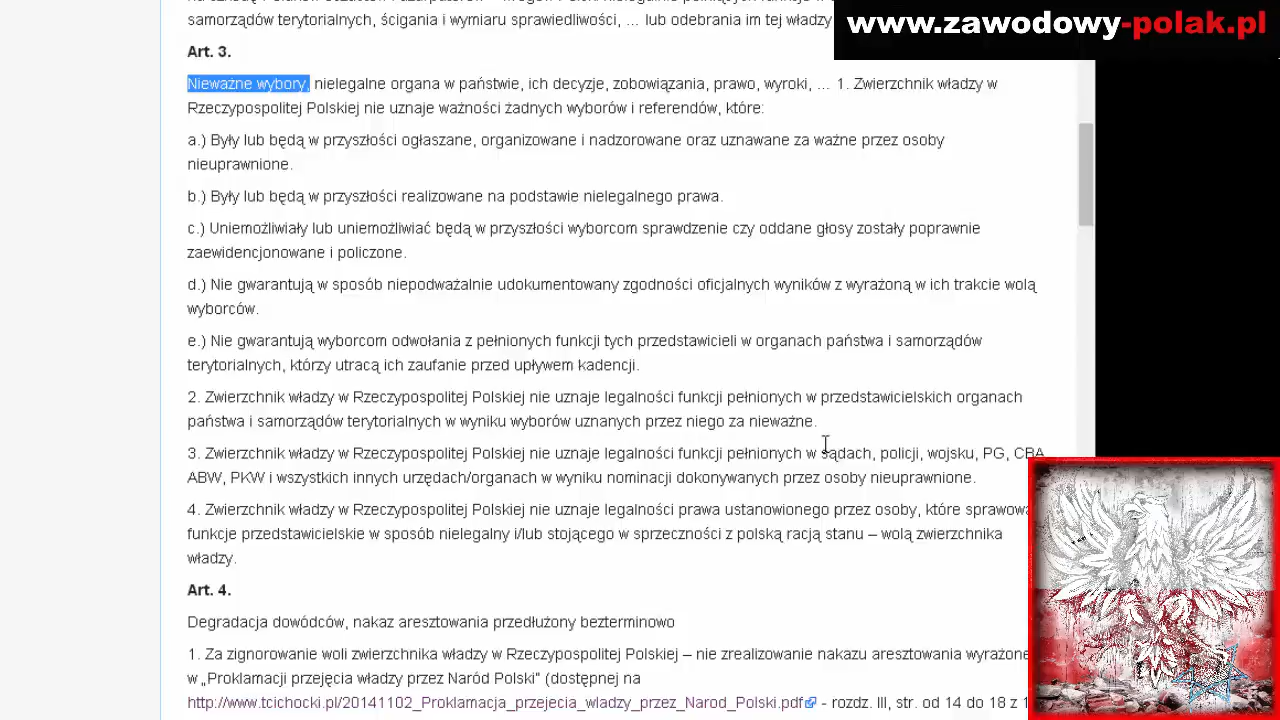 samorządów terytorialnych, ścigania i wymiaru sprawiedliwości, ... lub odebrania im tej władzy
www.zawodowy-polak.pl
Art. 3.
Nieważne wybory, nielegalne organa w państwie, ich decyzje, zobowiązania, prawo, wyroki, ... 1. Zwierzchnik władzy w
Rzeczypospolitej Polskiej nie uznaje ważności żadnych wyborów i referendów, które:
a.) Były lub będą w przyszłości ogłaszane, organizowane i nadzorowane oraz uznawane za ważne przez osoby
nieuprawnione.
b.) Były lub będą w przyszłości realizowane na podstawie nielegalnego prawa.
c.) Uniemożliwiały lub uniemożliwiać będą w przyszłości wyborcom sprawdzenie czy oddane głosy zostały poprawnie
zaewidencjonowane i policzone.
d.) Nie gwarantują w sposób niepodważalnie udokumentowany zgodności oficjalnych wyników z wyrażoną w ich trakcie wolą
wyborców.
e.) Nie gwarantują wyborcom odwołania z pełnionych funkcji tych przedstawicieli w organach państwa i samorządów
terytorialnych, którzy utracą ich zaufanie przed upływem kadencji.
2. Zwierzchnik władzy w Rzeczypospolitej Polskiej nie uznaje legalności funkcji pełnionych w przedstawicielskich organach
państwa i samorządów terytorialnych w wyniku wyborów uznanych przez niego za nieważne.
3. Zwierzchnik władzy w Rzeczypospolitej Polskiej nie uznaje legalności funkcji pełnionych w sądach, policji, wojsku, PG, CBA
ABW, PKW i wszystkich innych urzędach/organach w wyniku nominacji dokonywanych przez osoby nieuprawnione.
4. Zwierzchnik władzy w Rzeczypospolitej Polskiej nie uznaje legalności prawa ustanowionego przez osoby, które sprawowa
funkcje przedstawicielskie w sposób nielegalny i/lub stojącego w sprzeczności z polską racją stanu – wolą zwierzchnika
władzy.
Art. 4.
Degradacja dowódców, nakaz aresztowania przedłużony bezterminowo
1. Za zignorowanie woli zwierzchnika władzy w Rzeczypospolitej Polskiej – nie zrealizowanie nakazu aresztowania wyrażone
w „Proklamacji przejęcia władzy przez Naród Polski” (dostępnej na
http://www.tcichocki.pl/20141102_Proklamacja_przejecia_wladzy_przez_Narod_Polski.pdf - rozdz. III, str. od 14 do 18 z 1